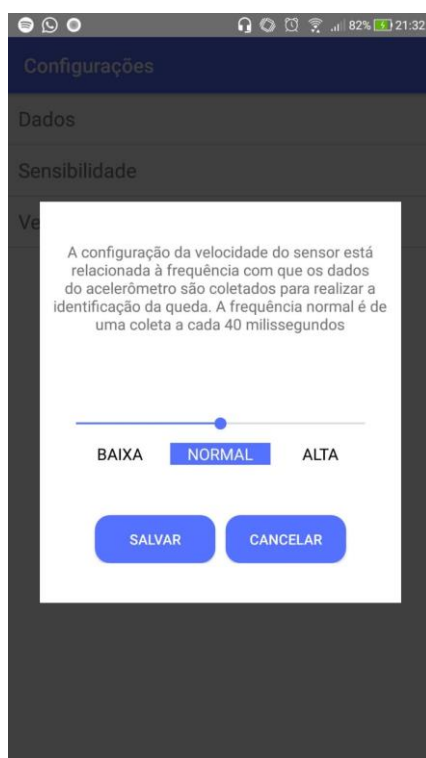 82% 21:32
Configurações
Dados
Sensibilidade
Ve
A configuração da velocidade do sensor está
relacionada à frequência com que os dados
do acelerômetro são coletados para realizar a
identificação da queda. A frequência normal é de
uma coleta a cada 40 milissegundos
BAIXA NORMAL ALTA
SALVAR CANCELAR